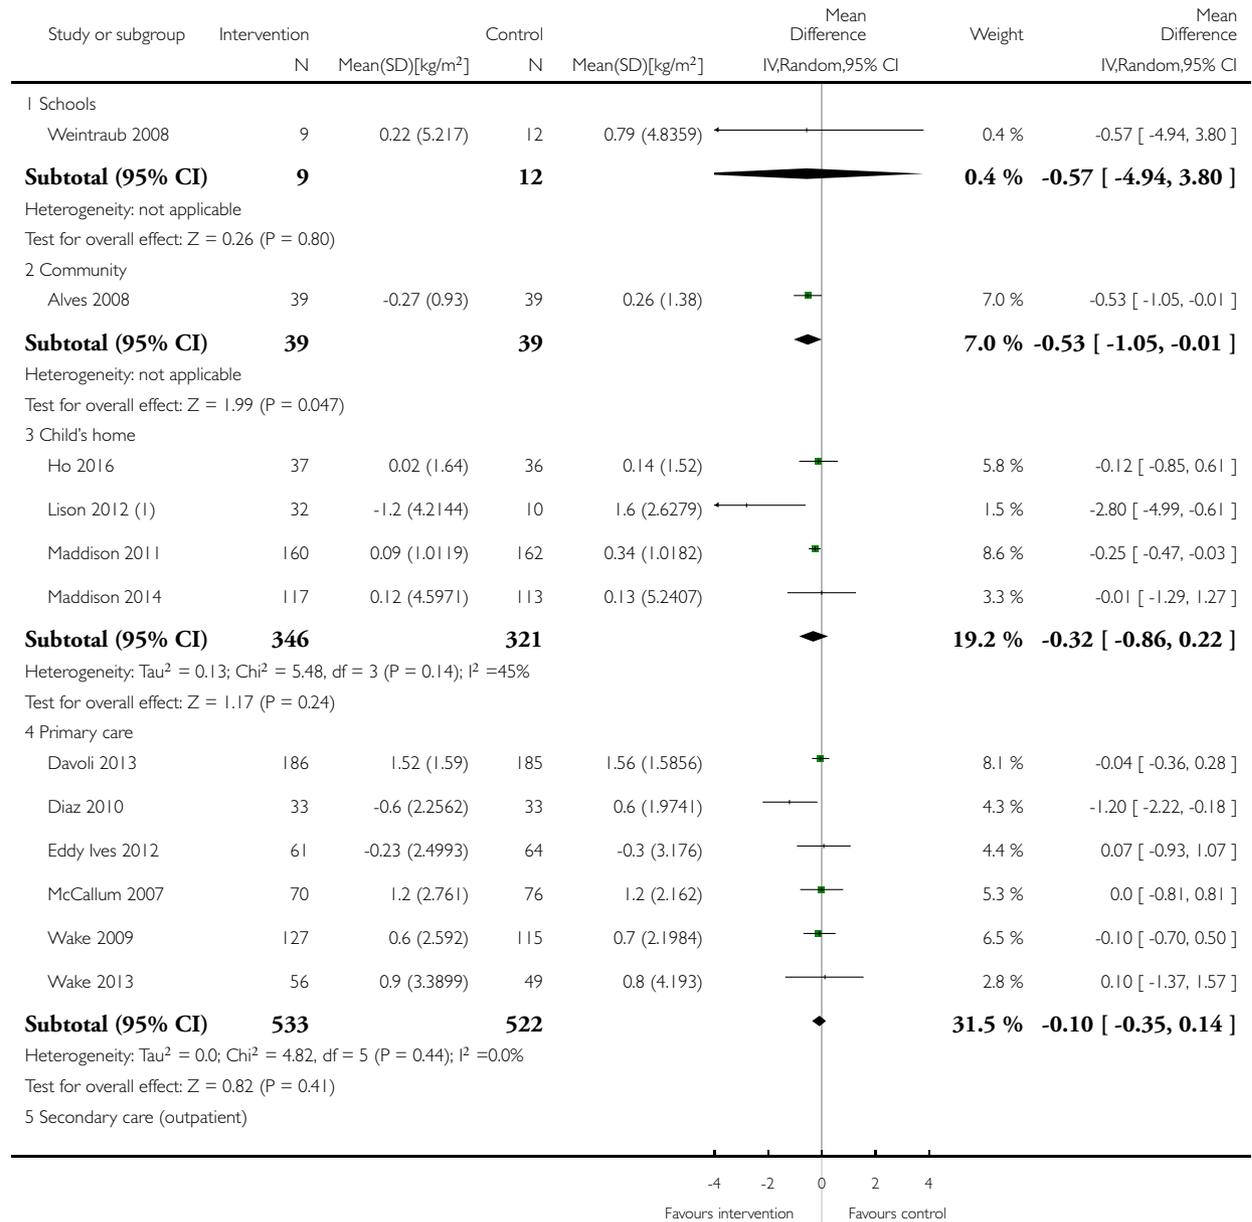 Study or subgroup Intervention Control Mean Difference Weight Mean Difference
N Mean(SD)[kg/m²] N Mean(SD)[kg/m²] IV,Random,95% CI IV,Random,95% CI
1 Schools
Weintraub 2008 9 0.22 (5.217) 12 0.79 (4.8359) 0.4 % -0.57 [ -4.94, 3.80 ]
Subtotal (95% CI) 9 12 0.4 % -0.57 [ -4.94, 3.80 ]
Heterogeneity: not applicable
Test for overall effect: Z = 0.26 (P = 0.80)
2 Community
Alves 2008 39 -0.27 (0.93) 39 0.26 (1.38) 7.0 % -0.53 [ -1.05, -0.01 ]
Subtotal (95% CI) 39 39 7.0 % -0.53 [ -1.05, -0.01 ]
Heterogeneity: not applicable
Test for overall effect: Z = 1.99 (P = 0.047)
3 Child's home
Ho 2016 37 0.02 (1.64) 36 0.14 (1.52) 5.8 % -0.12 [ -0.85, 0.61 ]
Lison 2012 (1) 32 -1.2 (4.2144) 10 1.6 (2.6279) 1.5 % -2.80 [ -4.99, -0.61 ]
Maddison 2011 160 0.09 (1.0119) 162 0.34 (1.0182) 8.6 % -0.25 [ -0.47, -0.03 ]
Maddison 2014 117 0.12 (4.5971) 113 0.13 (5.2407) 3.3 % -0.01 [ -1.29, 1.27 ]
Subtotal (95% CI) 346 321 19.2 % -0.32 [ -0.86, 0.22 ]
Heterogeneity: Tau² = 0.13; Chi² = 5.48, df = 3 (P = 0.14); I² =45%
Test for overall effect: Z = 1.17 (P = 0.24)
4 Primary care
Davoli 2013 186 1.52 (1.59) 185 1.56 (1.5856) 8.1 % -0.04 [ -0.36, 0.28 ]
Diaz 2010 33 -0.6 (2.2562) 33 0.6 (1.9741) 4.3 % -1.20 [ -2.22, -0.18 ]
Eddy Ives 2012 61 -0.23 (2.4993) 64 -0.3 (3.176) 4.4 % 0.07 [ -0.93, 1.07 ]
McCallum 2007 70 1.2 (2.761) 76 1.2 (2.162) 5.3 % 0.0 [ -0.81, 0.81 ]
Wake 2009 127 0.6 (2.592) 115 0.7 (2.1984) 6.5 % -0.10 [ -0.70, 0.50 ]
Wake 2013 56 0.9 (3.3899) 49 0.8 (4.193) 2.8 % 0.10 [ -1.37, 1.57 ]
Subtotal (95% CI) 533 522 31.5 % -0.10 [ -0.35, 0.14 ]
Heterogeneity: Tau² = 0.0; Chi² = 4.82, df = 5 (P = 0.44); I² =0.0%
Test for overall effect: Z = 0.82 (P = 0.41)
5 Secondary care (outpatient)
-4 -2 0 2 4
Favours intervention Favours control